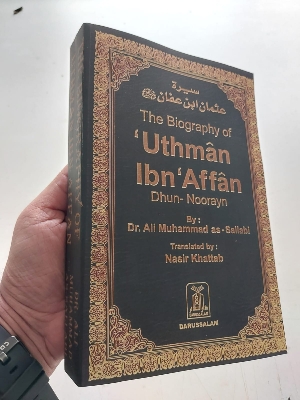 سيرة
عثمان ابن عفان
The Biography of
'Uthmân
Ibn 'Affân
Dhun- Noorayn
By :
Dr. Ali Muhammad as - Sallabi
Translated by :
Nasir Khattab
DARUSSALAM